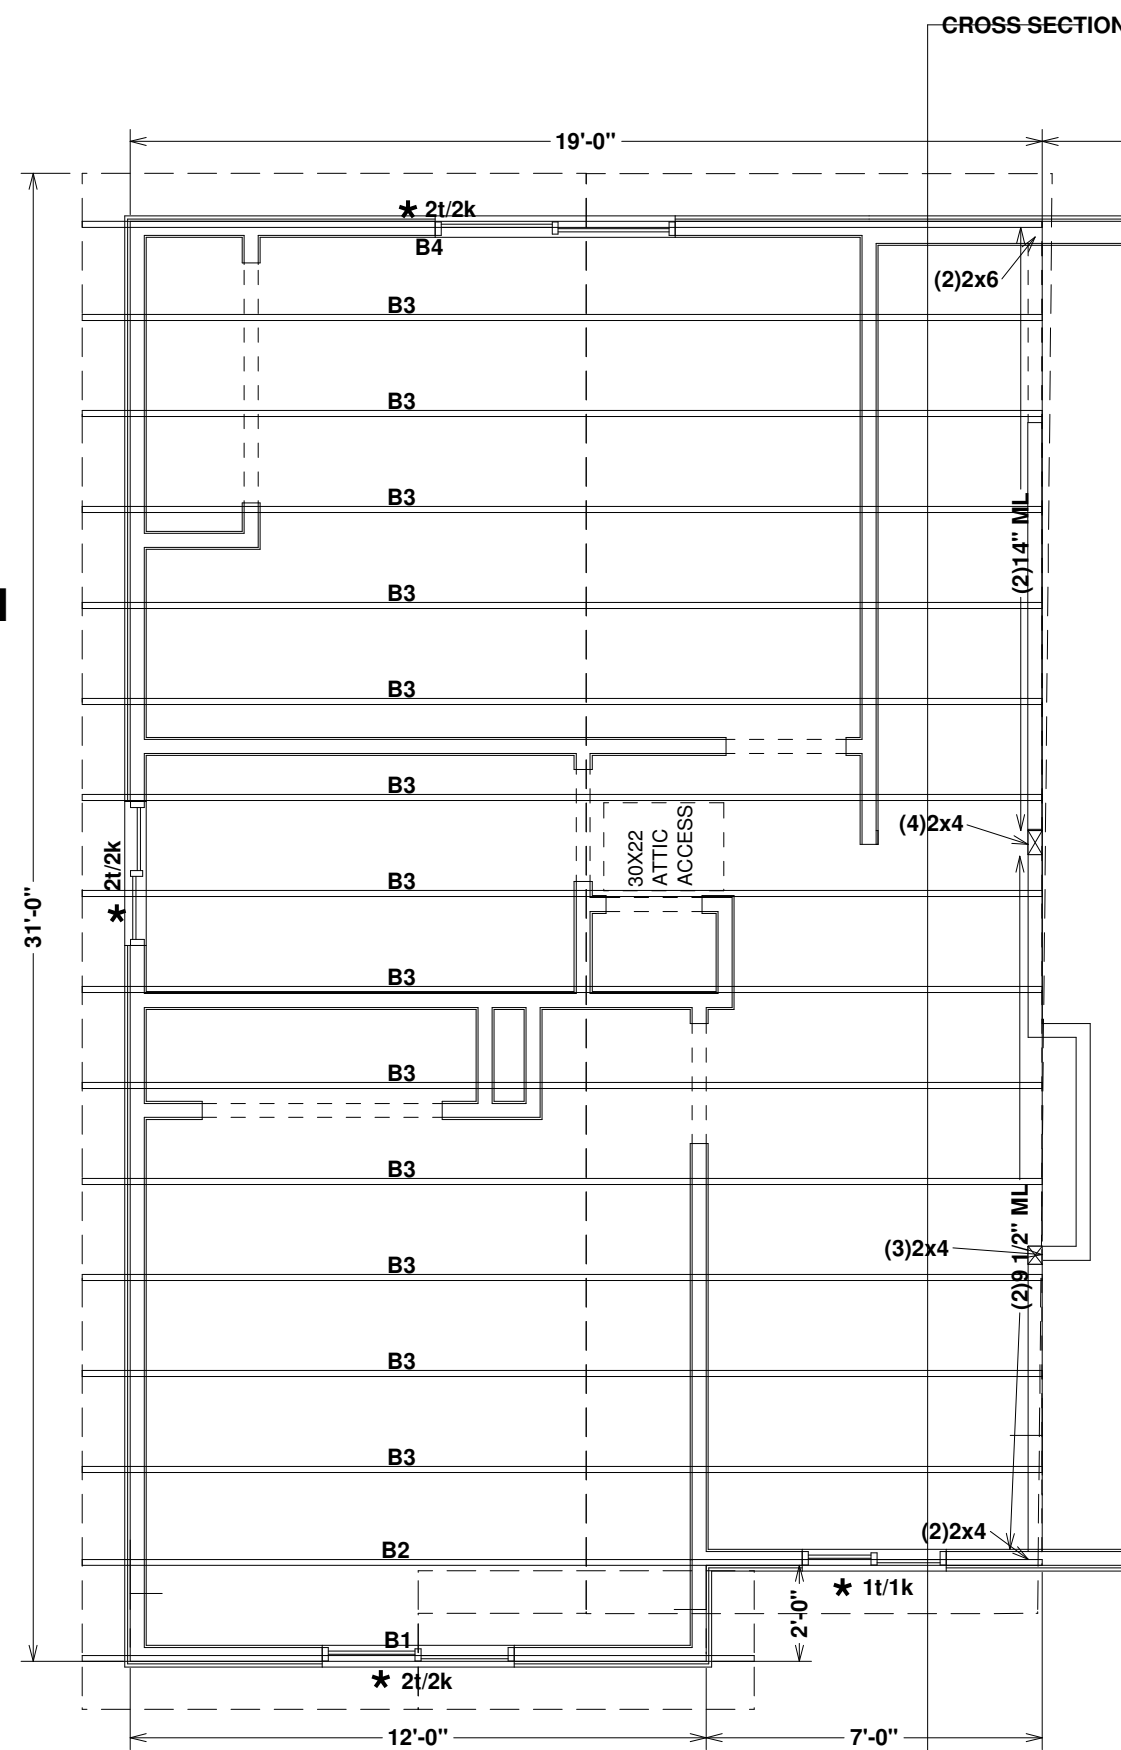 CROSS SECTION
19'-0"
2t/2k
B4
(2)2x6
B3
B3
B3
(2)14" ML
B3
B3
B3
30X22
ATTIC
ACCESS
(4)2x4
2t/2k
B3
31'-0"
B3
B3
B3
(2)9 1/2" ML
(3)2x4
B3
B3
B3
(2)2x4
B2
1t/1k
2'-0"
B1
2t/2k
12'-0"
7'-0"